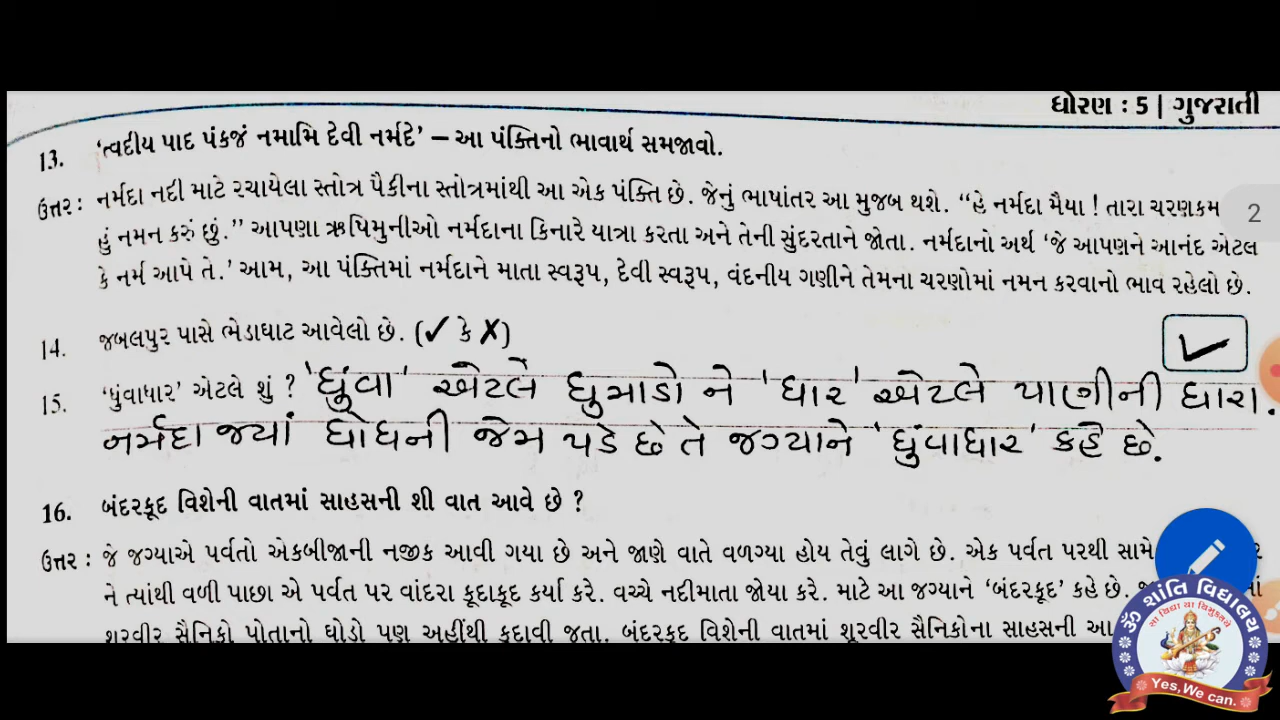 ધોરણ : 5 | ગુજરાતી
13. 'ત્વદીય પાદ પંકજં નમામિ દેવી નર્મદે' – આ પંક્તિનો ભાવાર્થ સમજાવો.
ઉત્તર : નર્મદા નદી માટે રચાયેલા સ્તોત્ર પૈકીના સ્તોત્રમાંથી આ એક પંક્તિ છે. જેનું ભાષાંતર આ મુજબ થશે. "હે નર્મદા મૈયા ! તારા ચરણકમ
2
હું નમન કરું છું." આપણા ઋષિમુનીઓ નર્મદાના કિનારે યાત્રા કરતા અને તેની સુંદરતાને જોતા. નર્મદાનો અર્થ 'જે આપણને આનંદ એટલ
કે નર્મ આપે તે.' આમ, આ પંક્તિમાં નર્મદાને માતા સ્વરૂપ, દેવી સ્વરૂપ, વંદનીય ગણીને તેમના ચરણોમાં નમન કરવાનો ભાવ રહેલો છે.
14. જબલપુર પાસે ભેડાઘાટ આવેલો છે. (✓ કે ✗) ✓
15. 'ધુંવાધાર' એટલે શું ? 'ધુંવા' એટલે ધુમાડો ને 'ધાર' એટલે પાણીની ધારા.
નર્મદા જ્યાં ધોધની જેમ પડે છે તે જગ્યાને 'ધુંવાધાર' કહે છે.
16. બંદરકૂદ વિશેની વાતમાં સાહસની શી વાત આવે છે ?
ઉત્તર : જે જગ્યાએ પર્વતો એકબીજાની નજીક આવી ગયા છે અને જાણે વાતે વળગ્યા હોય તેવું લાગે છે. એક પર્વત પરથી સામે
ને ત્યાંથી વળી પાછા એ પર્વત પર વાંદરા કૂદાકૂદ કર્યા કરે. વચ્ચે નદીમાતા જોયા કરે. માટે આ જગ્યાને 'બંદરકૂદ' કહે છે.
શૂરવીર સૈનિકો પોતાનો ઘોડો પણ અહીંથી કુદાવી જતા. બંદરકૂદ વિશેની વાતમાં શૂરવીર સૈનિકોના સાહસની
ૐ શાંતિ વિદ્યાલય
सा विद्या या विमुक्तये
Yes, We can.